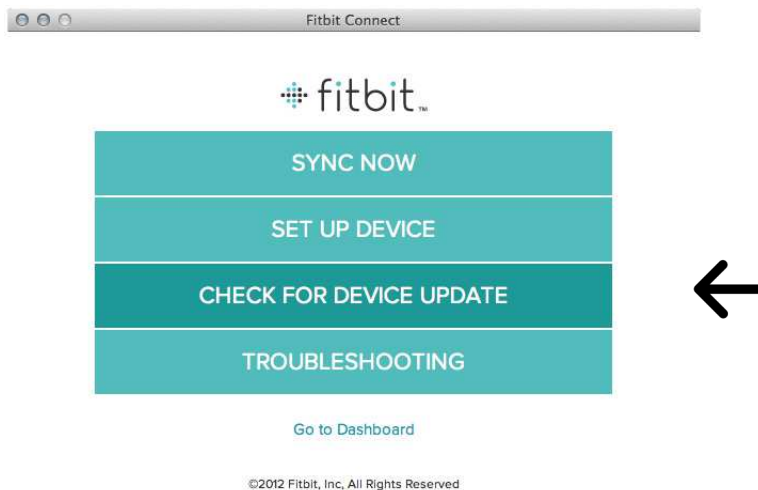 Fitbit Connect
fitbit™
SYNC NOW
SET UP DEVICE
CHECK FOR DEVICE UPDATE
TROUBLESHOOTING
Go to Dashboard
©2012 Fitbit, Inc, All Rights Reserved